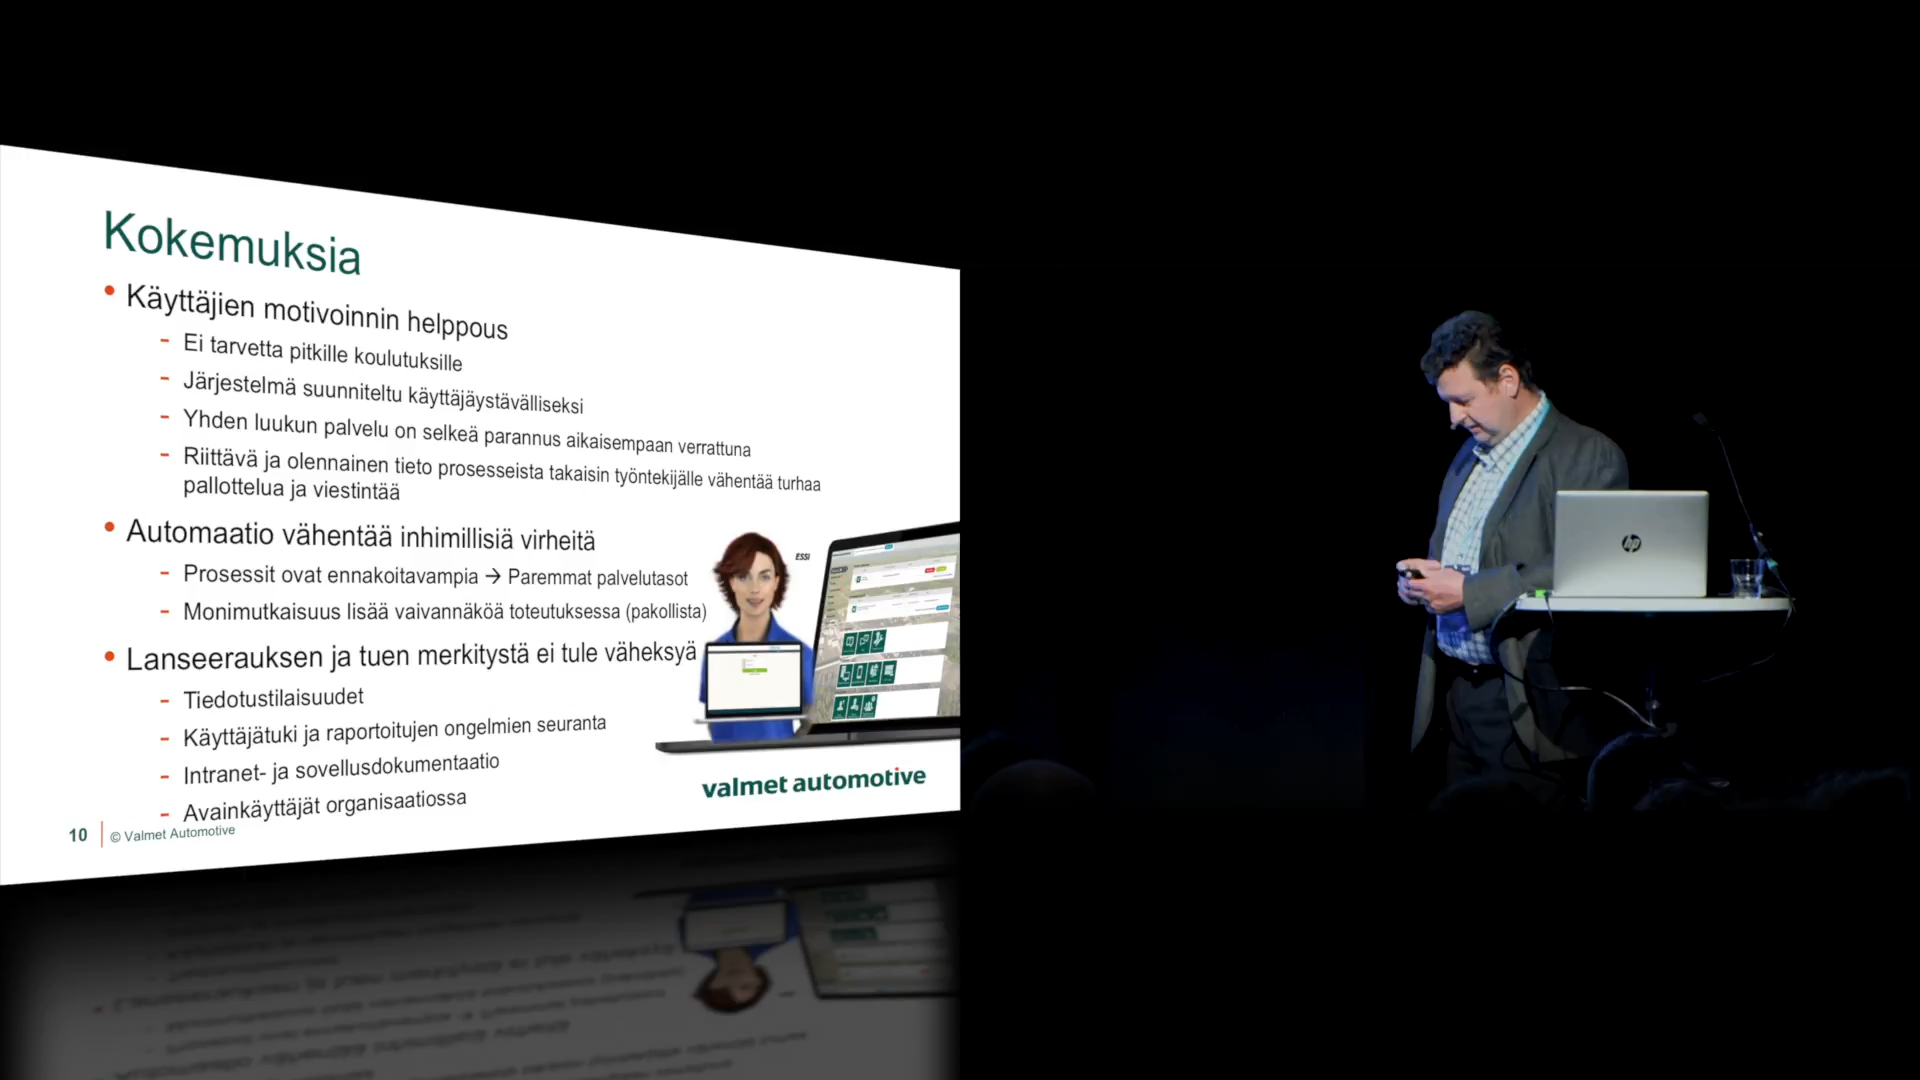 Kokemuksia
• Käyttäjien motivoinnin helppous
- Ei tarvetta pitkille koulutuksille
- Järjestelmä suunniteltu käyttäjäystävälliseksi
- Yhden luukun palvelu on selkeä parannus aikaisempaan verrattuna
- Riittävä ja olennainen tieto prosesseista takaisin työntekijälle vähentää turhaa
pallottelua ja viestintää
• Automaatio vähentää inhimillisiä virheitä
- Prosessit ovat ennakoitavampia → Paremmat palvelutasot
- Monimutkaisuus lisää vaivannäköä toteutuksessa (pakollista)
• Lanseerauksen ja tuen merkitystä ei tule väheksyä
- Tiedotustilaisuudet
- Käyttäjätuki ja raportoitujen ongelmien seuranta
- Intranet- ja sovellusdokumentaatio
- Avainkäyttäjät organisaatiossa
ESSI
valmet automotive
10 © Valmet Automotive
hp